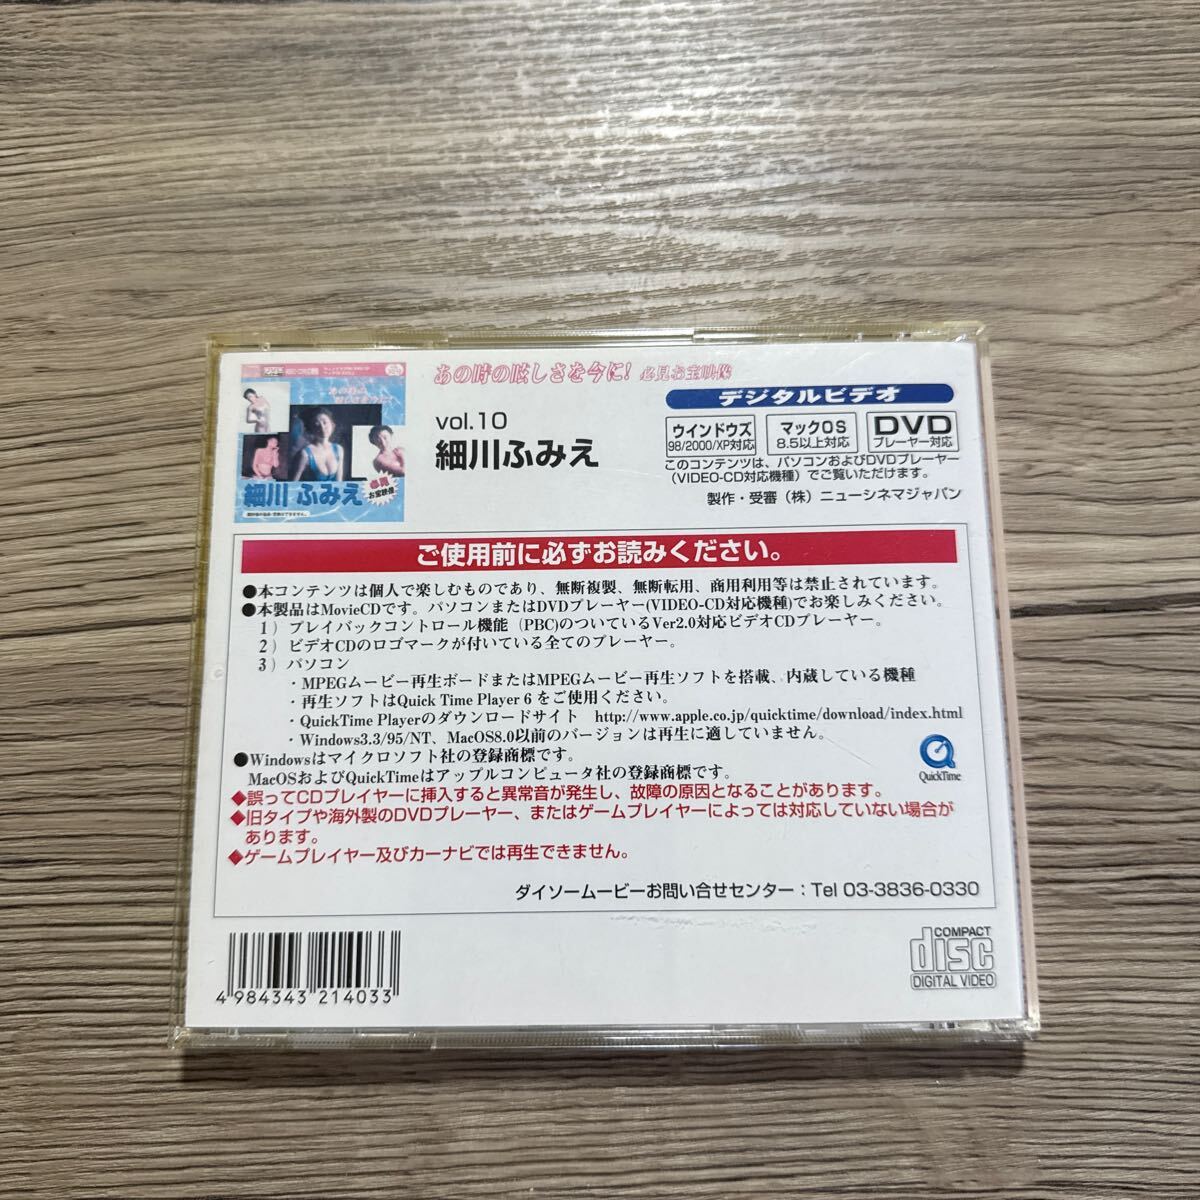 あの時の眩しさを今に! 必見お宝映像
vol.10
細川ふみえ
デジタルビデオ
ウインドウズ
98/2000/XP対応
マックOS
8.5以上対応
DVD
プレーヤー対応
このコンテンツは、パソコンおよびDVDプレーヤー
(VIDEO-CD対応機種)でご覧いただけます。
製作・受審(株)ニューシネマジャパン
細川 ふみえ
必見
お宝映像
ご使用前に必ずお読みください。
●本コンテンツは個人で楽しむものであり、無断複製、無断転用、商用利用等は禁止されています。
●本製品はMovieCDです。パソコンまたはDVDプレーヤー(VIDEO-CD対応機種)でお楽しみください。
1) プレイバックコントロール機能 (PBC)のついているVer2.0対応ビデオCDプレーヤー。
2) ビデオCDのロゴマークが付いている全てのプレーヤー。
3) パソコン
・MPEGムービー再生ボードまたはMPEGムービー再生ソフトを搭載、内蔵している機種
・再生ソフトはQuick Time Player 6 をご使用ください。
・QuickTime Playerのダウンロードサイト http://www.apple.co.jp/quicktime/download/index.html
・Windows3.3/95/NT、MacOS8.0以前のバージョンは再生に適していません。
●Windowsはマイクロソフト社の登録商標です。
MacOSおよびQuickTimeはアップルコンピュータ社の登録商標です。
QuickTime
◆誤ってCDプレイヤーに挿入すると異常音が発生し、故障の原因となることがあります。
◆旧タイプや海外製のDVDプレーヤー、またはゲームプレイヤーによっては対応していない場合が
あります。
◆ゲームプレイヤー及びカーナビでは再生できません。
ダイソームービーお問い合せセンター:Tel 03-3836-0330
4 984343 214033
COMPACT
disc
DIGITAL VIDEO